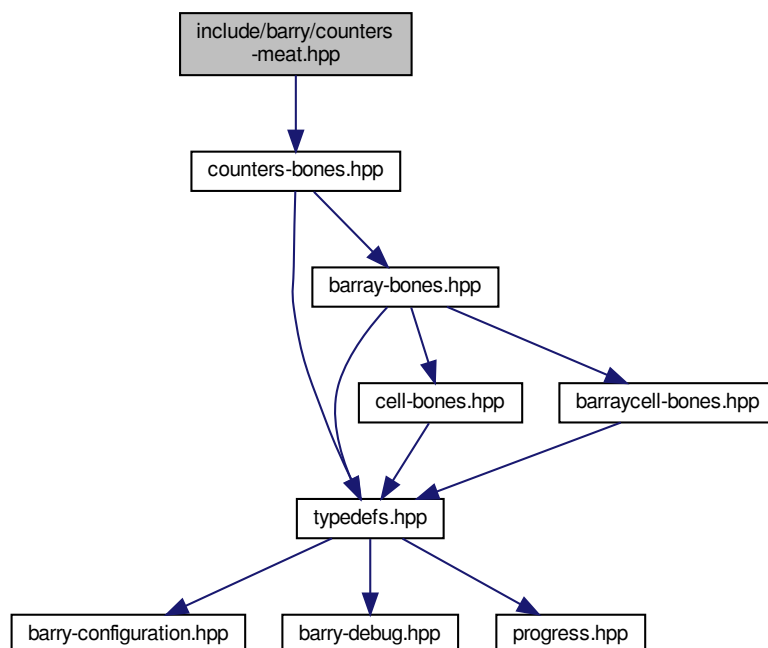 include/barry/counters
-meat.hpp
counters-bones.hpp
barray-bones.hpp
cell-bones.hpp
barraycell-bones.hpp
typedefs.hpp
barry-configuration.hpp
barry-debug.hpp
progress.hpp